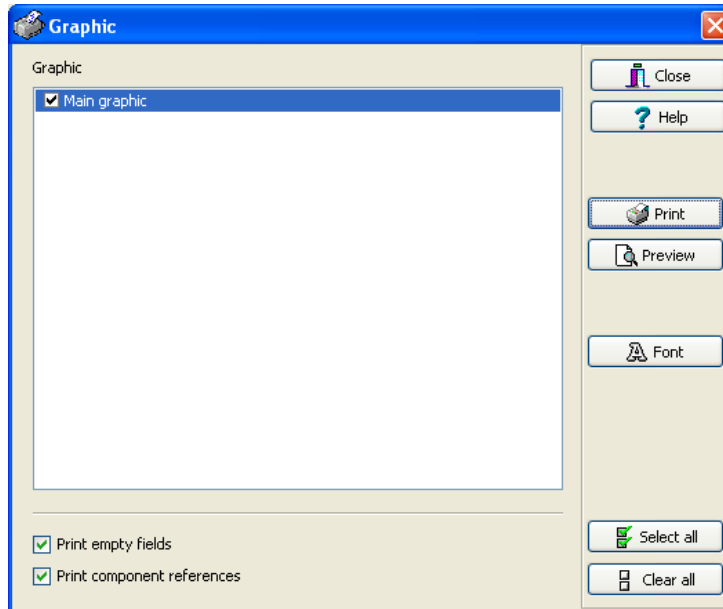 Graphic
Graphic
Main graphic
Close
Help
Print
Preview
Font
Print empty fields
Print component references
Select all
Clear all